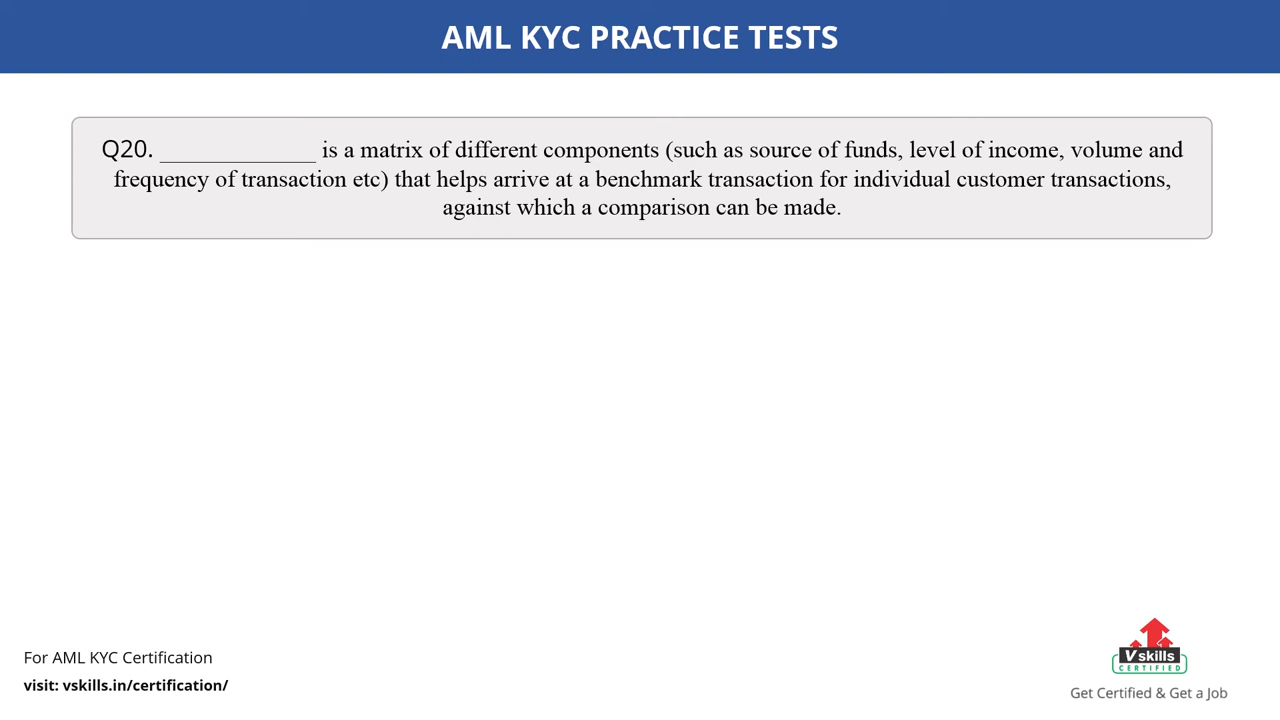 AML KYC PRACTICE TESTS
Q20. _____________ is a matrix of different components (such as source of funds, level of income, volume and
frequency of transaction etc) that helps arrive at a benchmark transaction for individual customer transactions,
against which a comparison can be made.
For AML KYC Certification
visit: vskills.in/certification/
Vskills
CERTIFIED
Get Certified & Get a Job